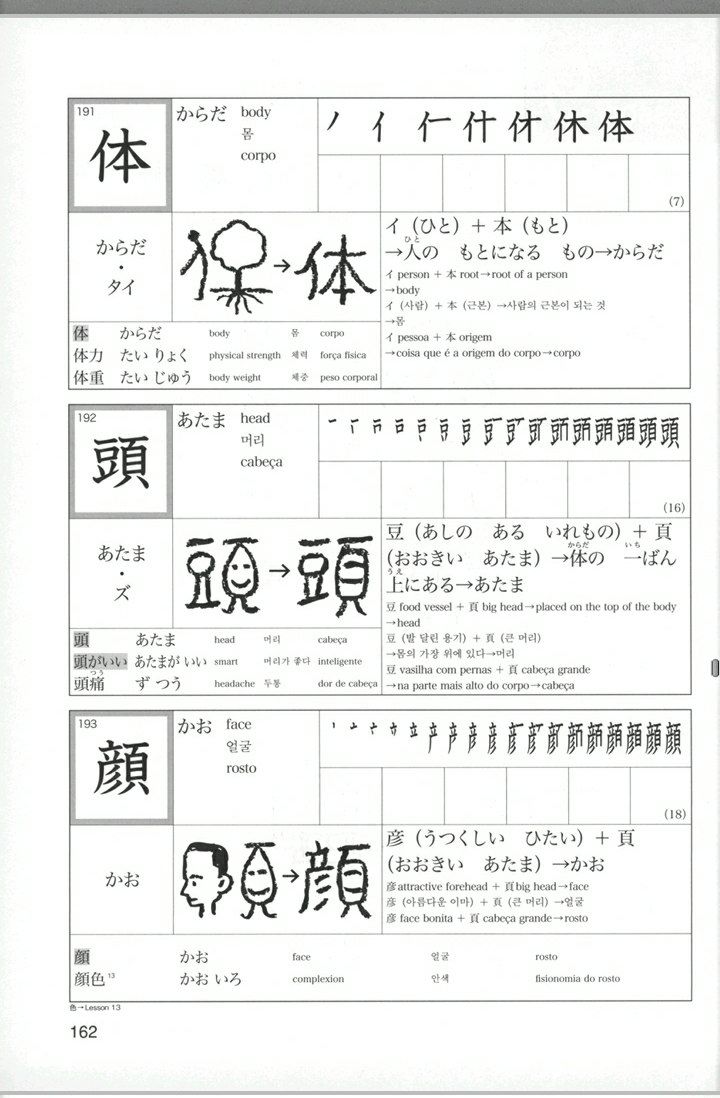 191
体
からだ body
몸
corpo
ノ イ 仁 什 休 休 体
(7)
からだ
・
タイ
体
イ（ひと）＋ 本（もと）
→人の もとになる もの→からだ
ひと
イ person + 本 root→root of a person
→body
イ (사람) + 本 (근본) →사람의 근본이 되는 것
→몸
イ pessoa + 本 origem
→coisa que é a origem do corpo→corpo
体 からだ body 몸 corpo
体力 たい りょく physical strength 체력 força física
体重 たい じゅう body weight 체중 peso corporal
192
頭
あたま head
머리
cabeça
(16)
あたま
・
ズ
頭
豆（あしの ある いれもの）＋ 頁
（おおきい あたま）→体の 一ばん
からだ いち
上にある→あたま
うえ
豆 food vessel + 頁 big head→placed on the top of the body
→head
豆 (발 달린 용기) + 頁 (큰 머리)
→몸의 가장 위에 있다→머리
豆 vasilha com pernas + 頁 cabeça grande
→na parte mais alto do corpo→cabeça
頭 あたま head 머리 cabeça
頭がいい あたまが いい smart 머리가 좋다 inteligente
頭痛 ず つう headache 두통 dor de cabeça
つう
193
顔
かお face
얼굴
rosto
(18)
かお
顔
彦（うつくしい ひたい）＋ 頁
（おおきい あたま）→かお
彦 attractive forehead + 頁 big head→face
彦 (아름다운 이마) + 頁 (큰 머리) →얼굴
彦 face bonita + 頁 cabeça grande→rosto
顔 かお face 얼굴 rosto
顔色13 かお いろ complexion 안색 fisionomia do rosto
色→Lesson 13
162